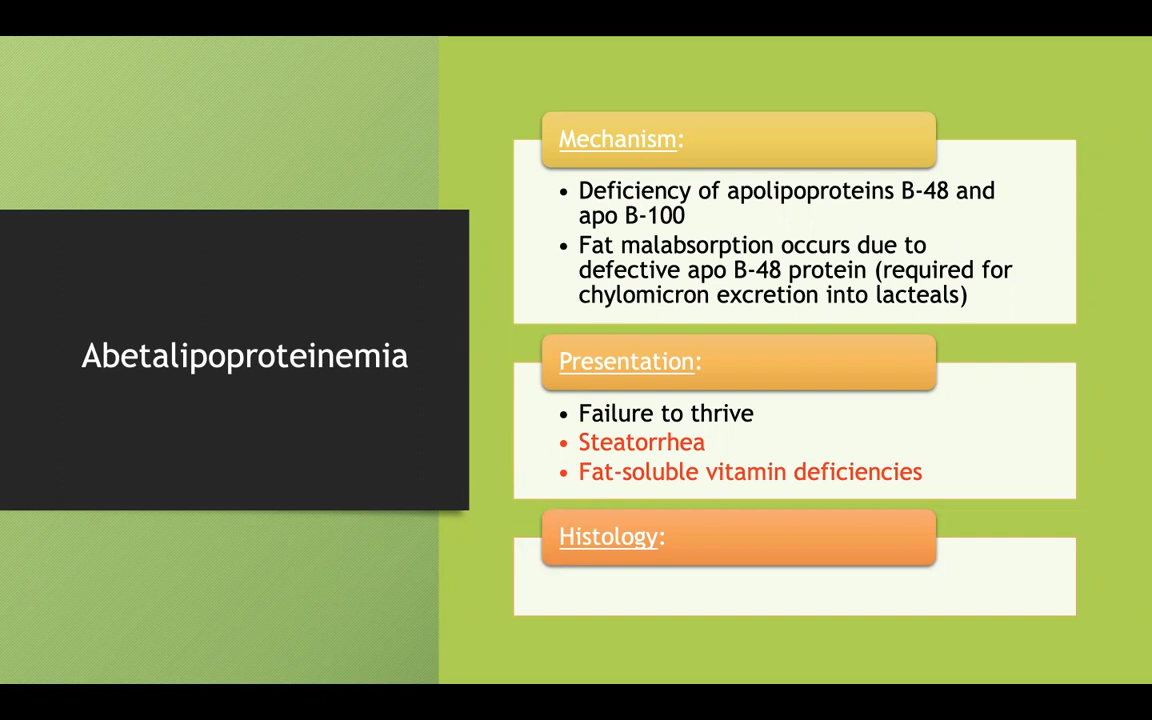 Abetalipoproteinemia
Mechanism:
• Deficiency of apolipoproteins B-48 and
apo B-100
• Fat malabsorption occurs due to
defective apo B-48 protein (required for
chylomicron excretion into lacteals)
Presentation:
• Failure to thrive
• Steatorrhea
• Fat-soluble vitamin deficiencies
Histology: